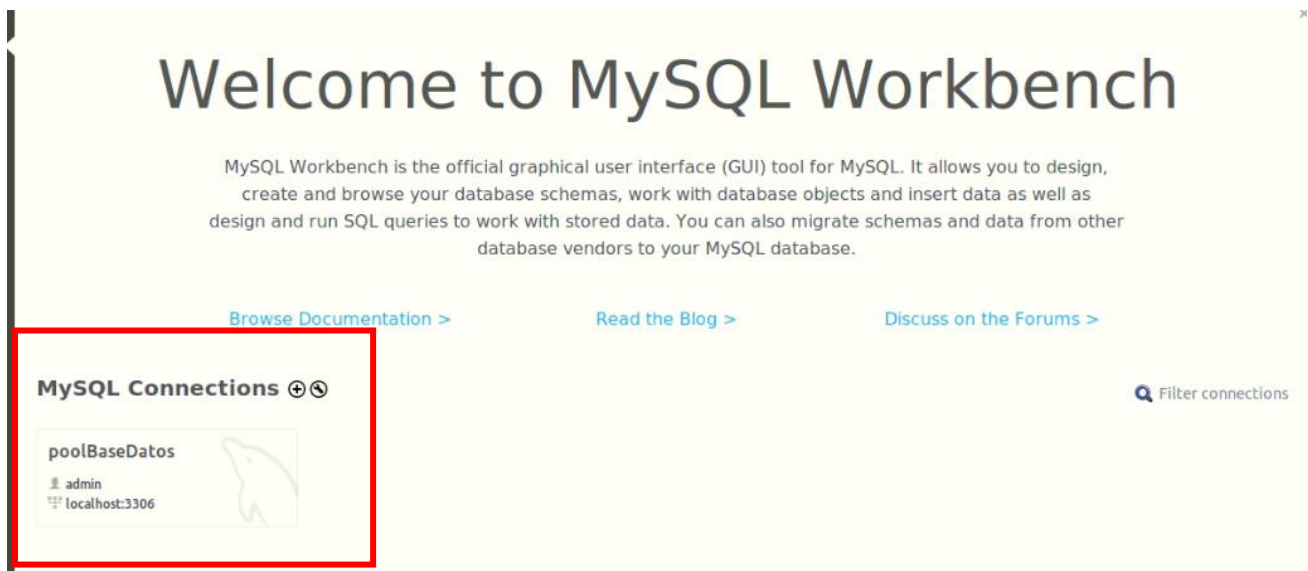 Welcome to MySQL Workbench
MySQL Workbench is the official graphical user interface (GUI) tool for MySQL. It allows you to design,
create and browse your database schemas, work with database objects and insert data as well as
design and run SQL queries to work with stored data. You can also migrate schemas and data from other
database vendors to your MySQL database.
Browse Documentation > Read the Blog > Discuss on the Forums >
MySQL Connections Filter connections
poolBaseDatos
admin
localhost:3306